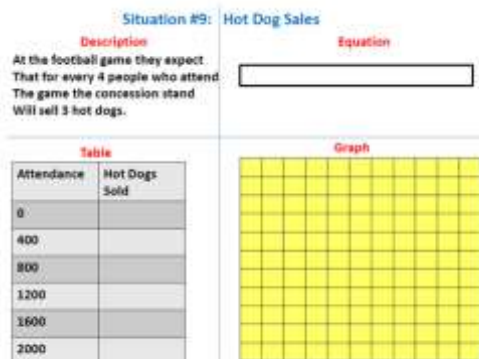 Situation #9: Hot Dog Sales
Description
At the football game they expect
That for every 4 people who attend
The game the concession stand
Will sell 3 hot dogs.
Equation
Table
Attendance Hot Dogs
Sold
0
400
800
1200
1600
2000
Graph